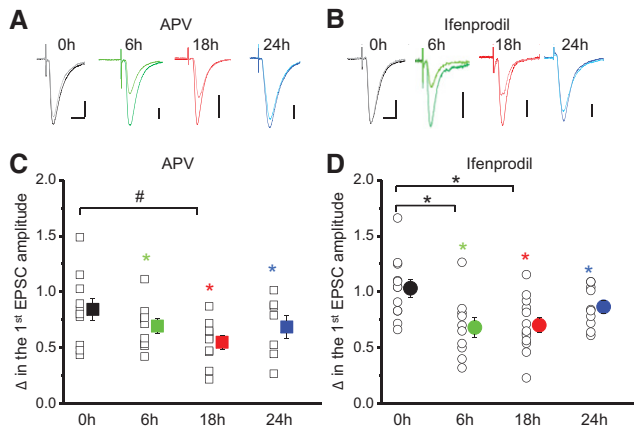 A APV
0h 6h 18h 24h
B Ifenprodil
0h 6h 18h 24h
C APV
Δ in the 1st EPSC amplitude
2.0
1.5
1.0
0.5
0.0
#
* * *
0h 6h 18h 24h
D Ifenprodil
Δ in the 1st EPSC amplitude
2.0
1.5
1.0
0.5
0.0
*
*
* * *
0h 6h 18h 24h